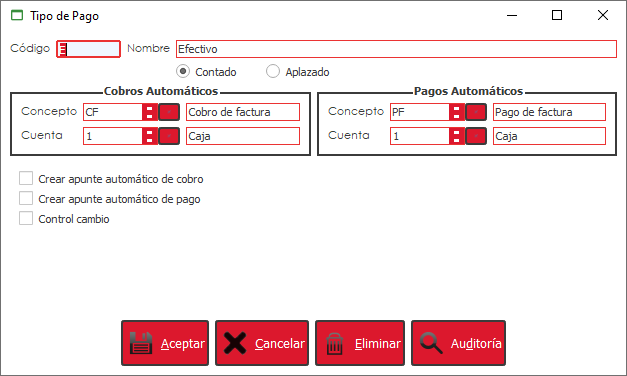 Tipo de Pago
Código E Nombre Efectivo
Contado Aplazado
Cobros Automáticos Pagos Automáticos
Concepto CF Cobro de factura Concepto PF Pago de factura
Cuenta 1 Caja Cuenta 1 Caja
Crear apunte automático de cobro
Crear apunte automático de pago
Control cambio
Aceptar Cancelar Eliminar Auditoría